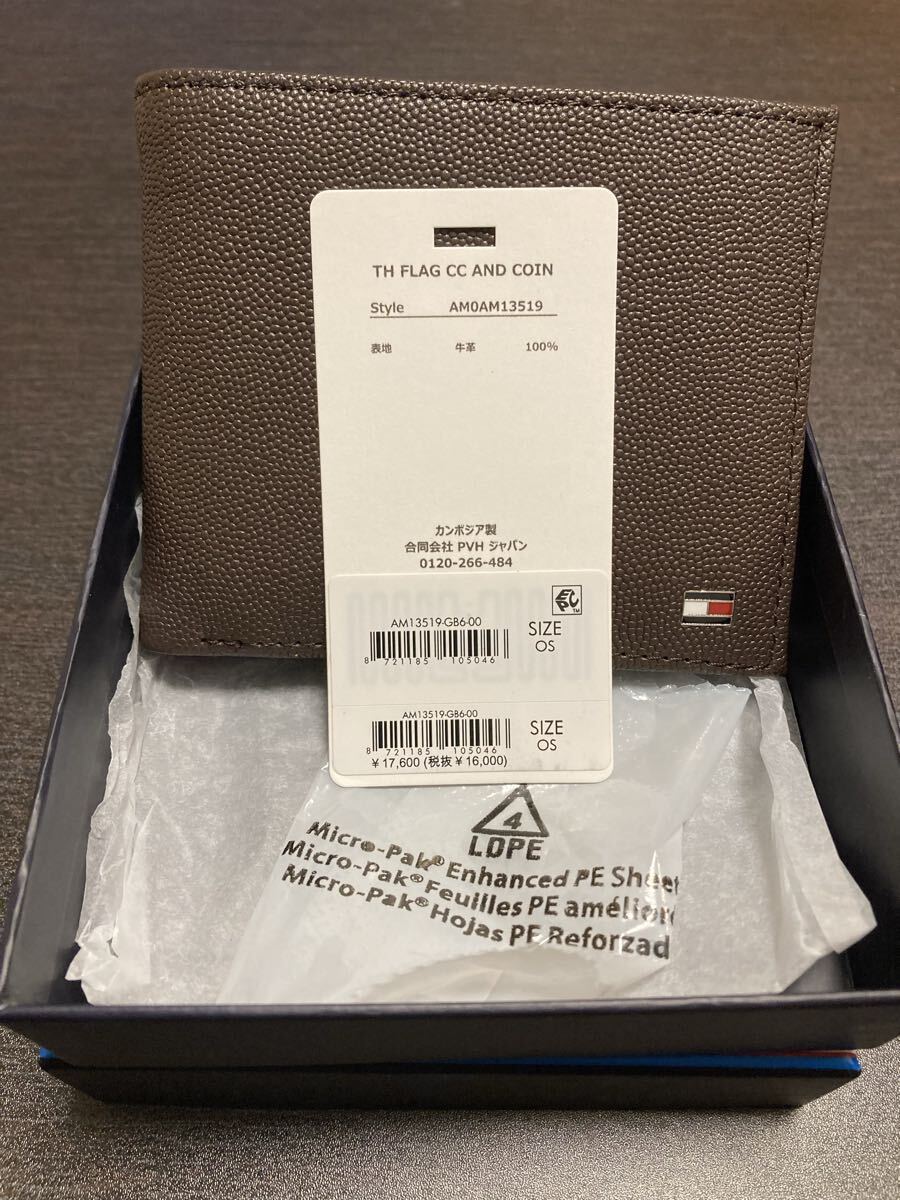 TH FLAG CC AND COIN
Style AM0AM13519
表地 牛革 100%
カンボジア製
合同会社 PVH ジャパン
0120-266-484
AM13519-GB6-00
SIZE
OS
8 721185 105046
AM13519-GB6-00
SIZE
OS
8 721185 105046
¥ 17,600 (税抜 ¥ 16,000)
4
LDPE
Micro-Pak® Enhanced PE Sheet
Micro-Pak® Feuilles PE amélior
Micro-Pak® Hojas PE Reforzad